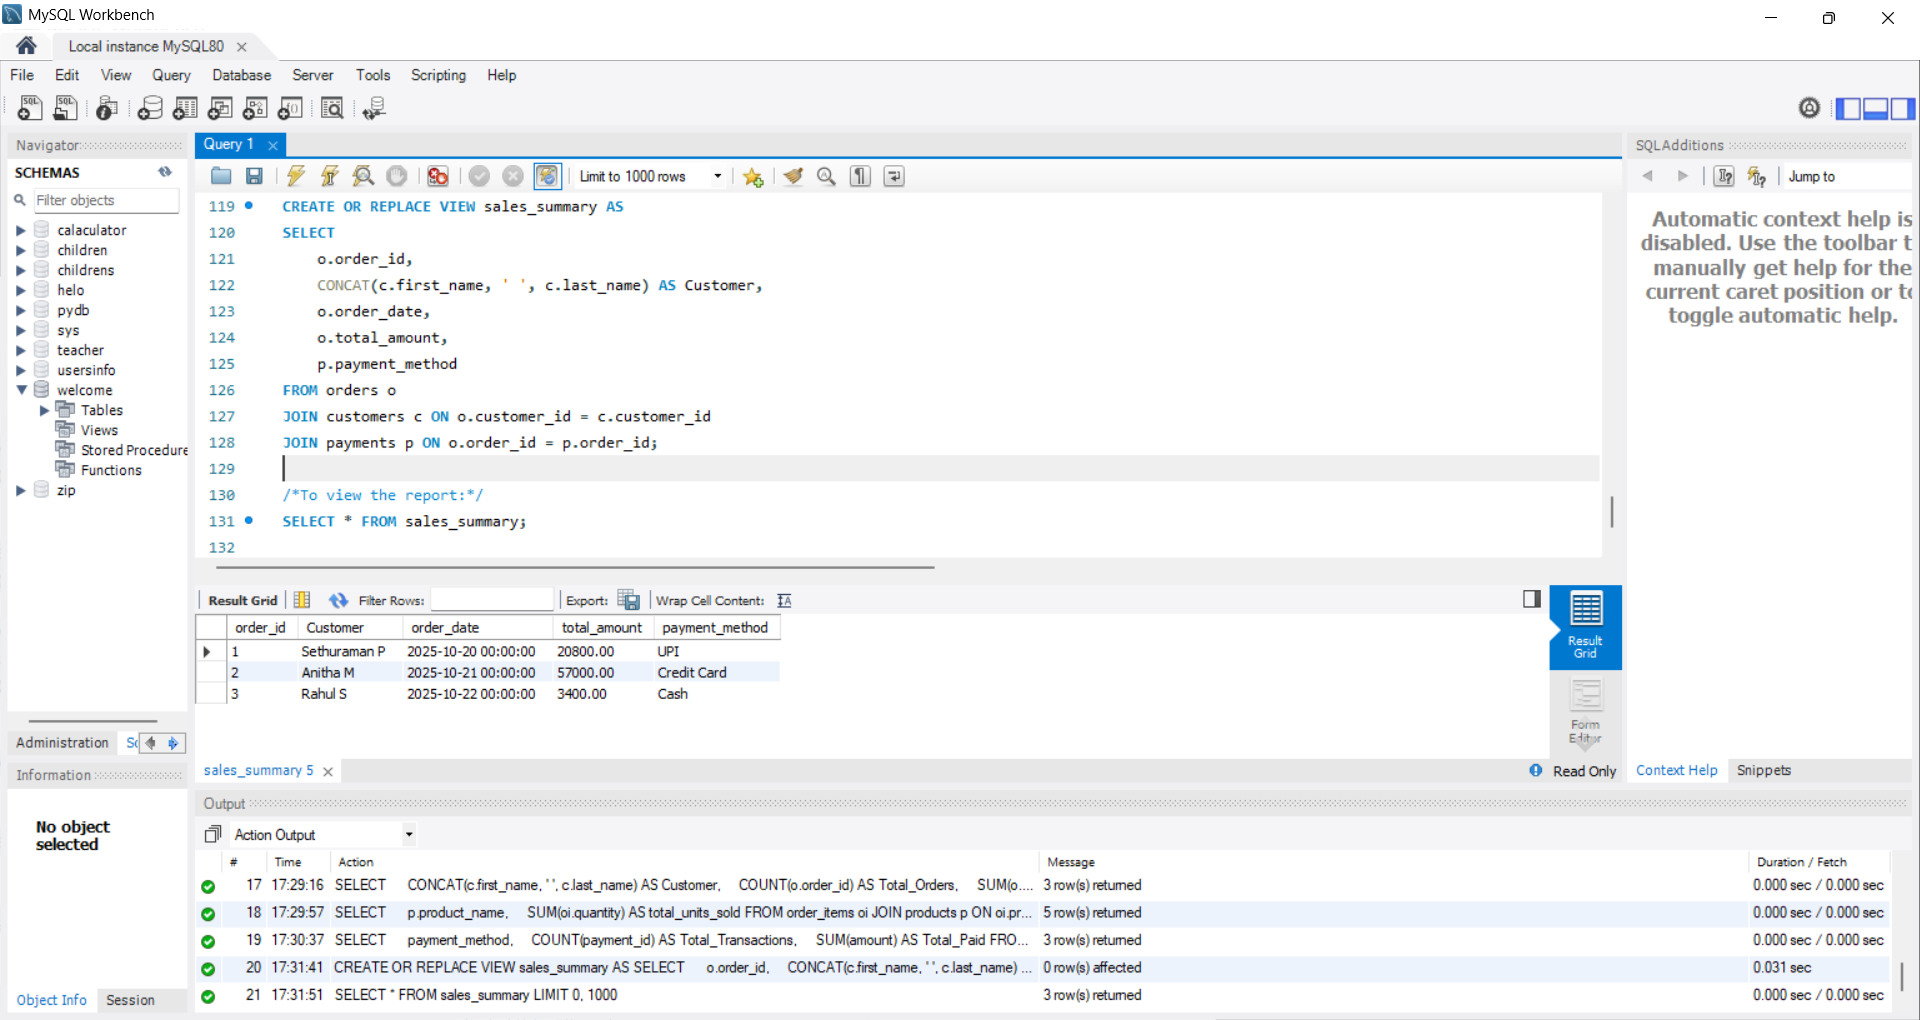 MySQL Workbench
Local instance MySQL80
File Edit View Query Database Server Tools Scripting Help
Navigator
SCHEMAS
Filter objects
calaculator
children
childrens
helo
pydb
sys
teacher
usersinfo
welcome
Tables
Views
Stored Procedure
Functions
zip
Administration Sc
Information
No object
selected
Object Info Session
Query 1
Limit to 1000 rows
119 CREATE OR REPLACE VIEW sales_summary AS
120 SELECT
121 o.order_id,
122 CONCAT(c.first_name, ' ', c.last_name) AS Customer,
123 o.order_date,
124 o.total_amount,
125 p.payment_method
126 FROM orders o
127 JOIN customers c ON o.customer_id = c.customer_id
128 JOIN payments p ON o.order_id = p.order_id;
129
130 /*To view the report:*/
131 SELECT * FROM sales_summary;
132
Result Grid Filter Rows: Export: Wrap Cell Content:
order_id Customer order_date total_amount payment_method
1 Sethuraman P 2025-10-20 00:00:00 20800.00 UPI
2 Anitha M 2025-10-21 00:00:00 57000.00 Credit Card
3 Rahul S 2025-10-22 00:00:00 3400.00 Cash
Result
Grid
Form
Editor
sales_summary 5
Read Only
SQLAdditions
Jump to
Automatic context help is
disabled. Use the toolbar t
manually get help for the
current caret position or to
toggle automatic help.
Context Help Snippets
Output
Action Output
# Time Action Message Duration / Fetch
17 17:29:16 SELECT CONCAT(c.first_name, ' ', c.last_name) AS Customer, COUNT(o.order_id) AS Total_Orders, SUM(o.... 3 row(s) returned 0.000 sec / 0.000 sec
18 17:29:57 SELECT p.product_name, SUM(oi.quantity) AS total_units_sold FROM order_items oi JOIN products p ON oi.pr... 5 row(s) returned 0.000 sec / 0.000 sec
19 17:30:37 SELECT payment_method, COUNT(payment_id) AS Total_Transactions, SUM(amount) AS Total_Paid FRO... 3 row(s) returned 0.000 sec / 0.000 sec
20 17:31:41 CREATE OR REPLACE VIEW sales_summary AS SELECT o.order_id, CONCAT(c.first_name, ' ', c.last_name) ... 0 row(s) affected 0.031 sec
21 17:31:51 SELECT * FROM sales_summary LIMIT 0, 1000 3 row(s) returned 0.000 sec / 0.000 sec